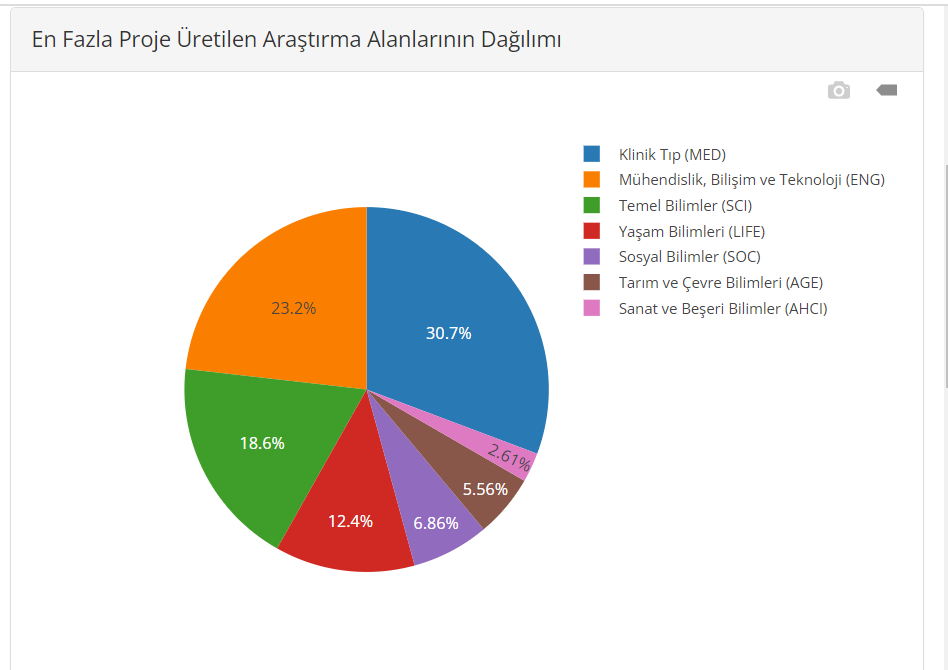 En Fazla Proje Üretilen Araştırma Alanlarının Dağılımı
Klinik Tıp (MED)
Mühendislik, Bilişim ve Teknoloji (ENG)
Temel Bilimler (SCI)
Yaşam Bilimleri (LIFE)
Sosyal Bilimler (SOC)
Tarım ve Çevre Bilimleri (AGE)
Sanat ve Beşeri Bilimler (AHCI)
23.2%
30.7%
18.6%
2.61%
5.56%
12.4%
6.86%